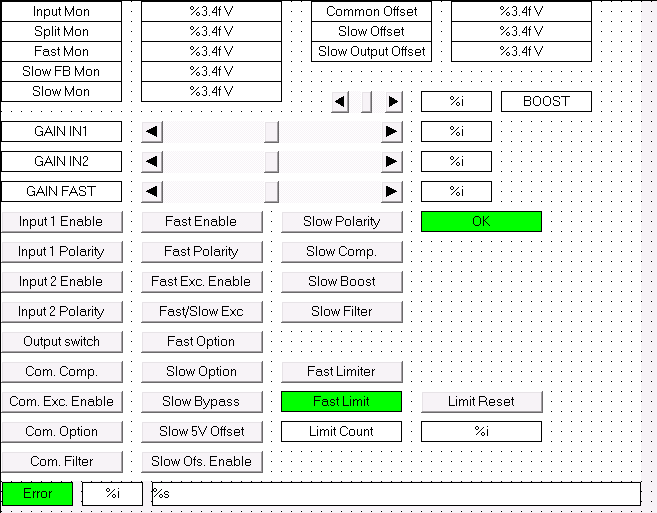 Input Mon %3.4f V Common Offset %3.4f V
Split Mon %3.4f V Slow Offset %3.4f V
Fast Mon %3.4f V Slow Output Offset %3.4f V
Slow FB Mon %3.4f V
Slow Mon %3.4f V
%i BOOST
GAIN IN1 %i
GAIN IN2 %i
GAIN FAST %i
Input 1 Enable Fast Enable Slow Polarity OK
Input 1 Polarity Fast Polarity Slow Comp.
Input 2 Enable Fast Exc. Enable Slow Boost
Input 2 Polarity Fast/Slow Exc Slow Filter
Output switch Fast Option
Com. Comp. Slow Option Fast Limiter
Com. Exc. Enable Slow Bypass Fast Limit Limit Reset
Com. Option Slow 5V Offset Limit Count %i
Com. Filter Slow Ofs. Enable
Error %i %s